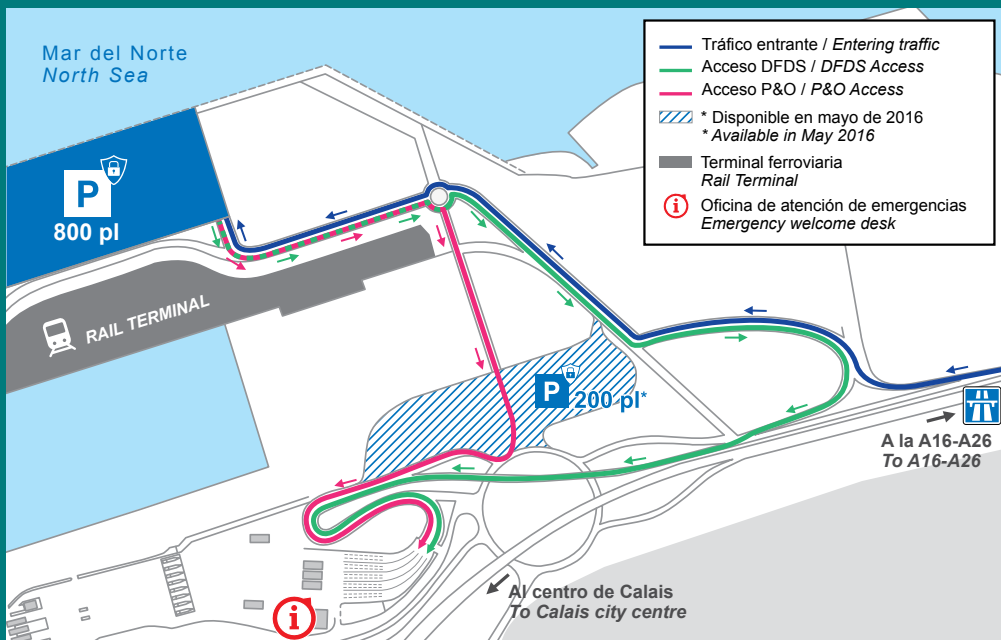 Mar del Norte
North Sea
Tráfico entrante / Entering traffic
Acceso DFDS / DFDS Access
Acceso P&O / P&O Access
* Disponible en mayo de 2016
* Available in May 2016
Terminal ferroviaria
Rail Terminal
i
Oficina de atención de emergencias
Emergency welcome desk
P
800 pl
RAIL TERMINAL
P
200 pl*
A la A16-A26
To A16-A26
Al centro de Calais
To Calais city centre
i